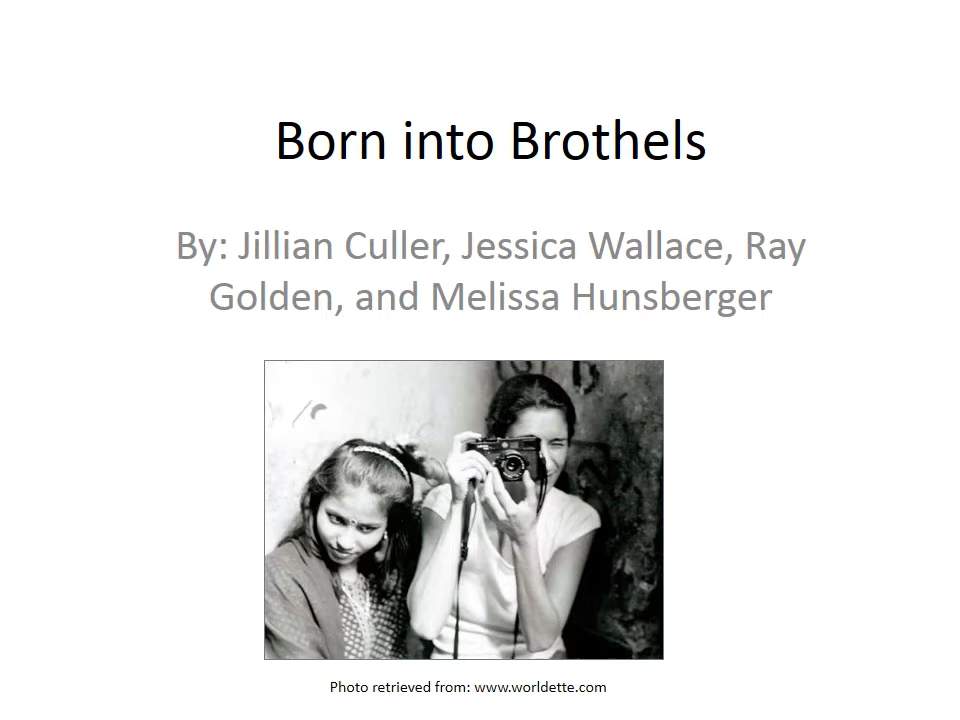 Born into Brothels
By: Jillian Culler, Jessica Wallace, Ray
Golden, and Melissa Hunsberger
Photo retrieved from: www.worldette.com